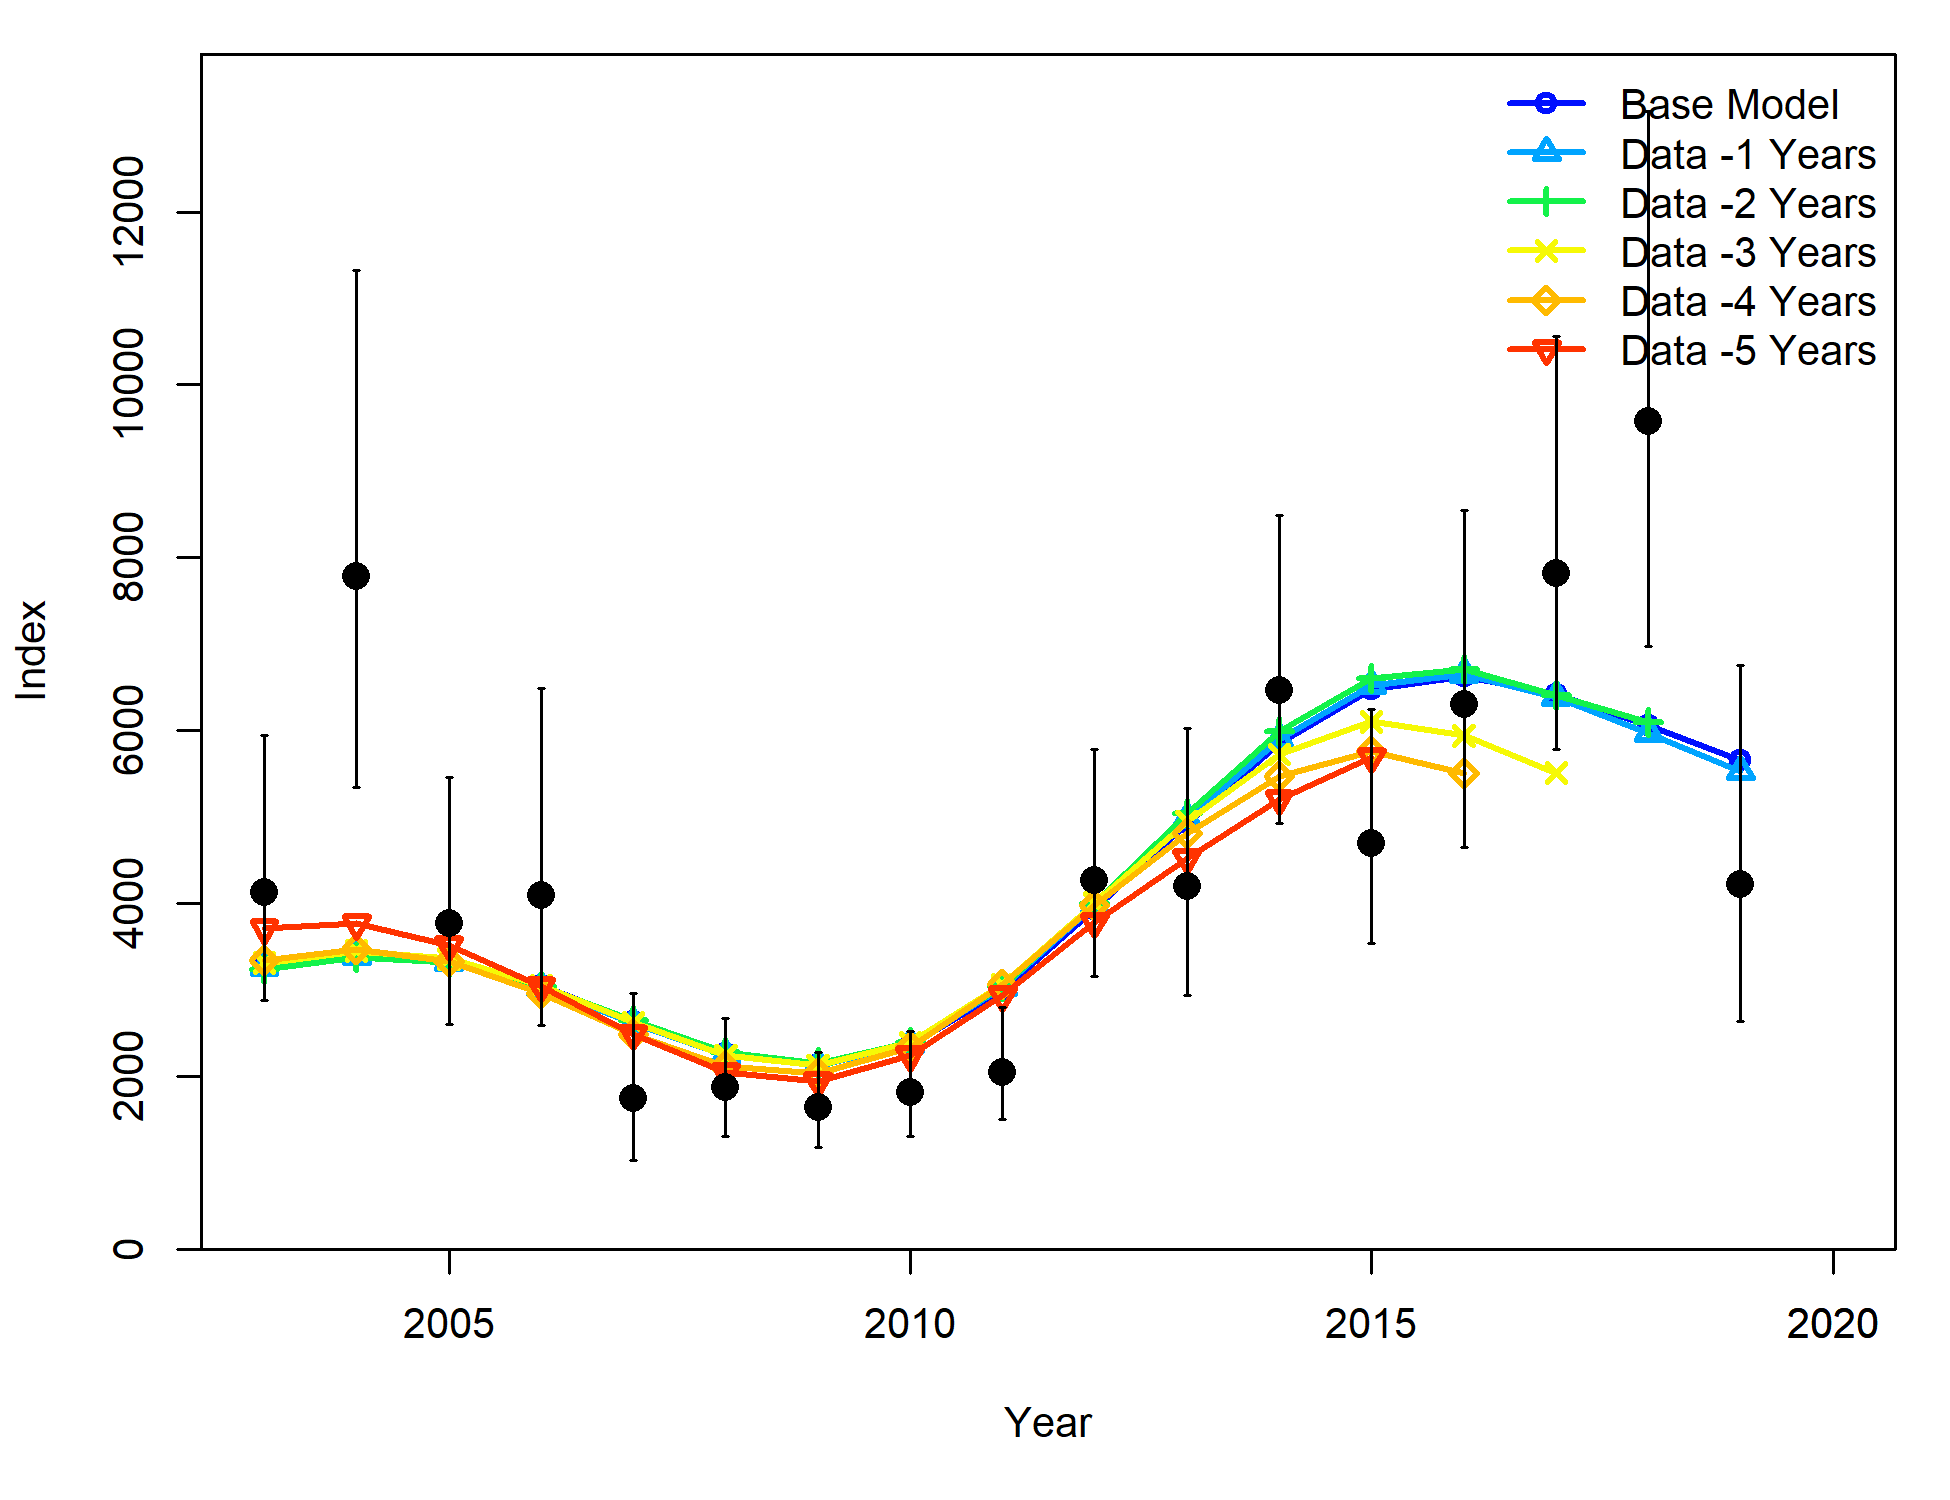 Base Model
Data -1 Years
Data -2 Years
Data -3 Years
Data -4 Years
Data -5 Years
12000
10000
8000
6000
4000
2000
0
Index
2005 2010 2015 2020
Year